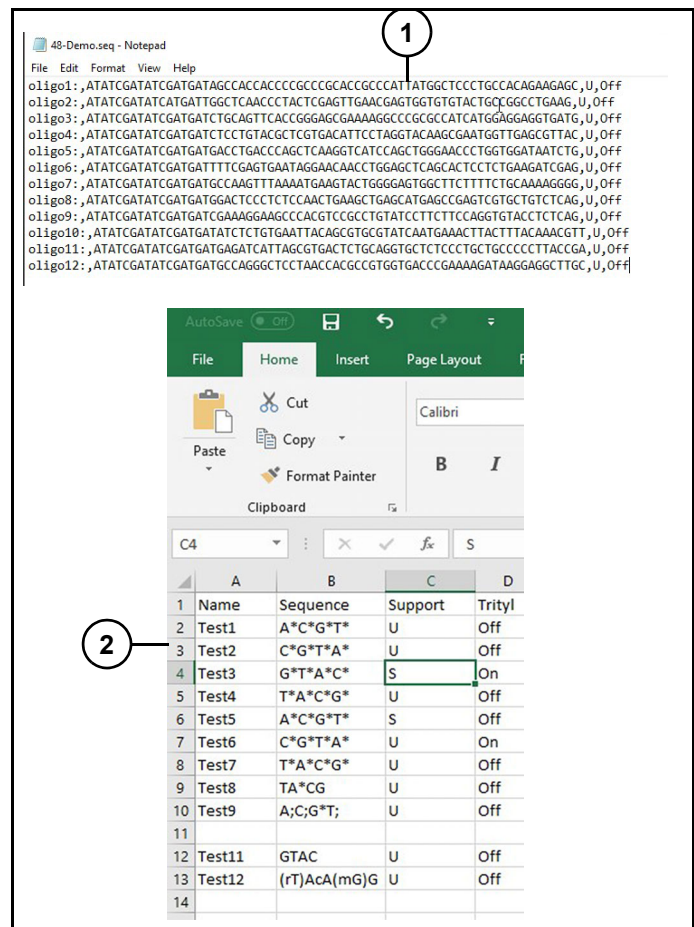 1
48-Demo.seq - Notepad
File Edit Format View Help
oligo1:,ATATCGATATCGATGATAGCCACCACCCCGCCCGCACCGCCCATTATGGCTCCCTGCCACAGAAGAGC,U,Off
oligo2:,ATATCGATATCATGATTGGCTCAACCCTACTCGAGTTGAACGAGTGGTGTGTACTGCCGGCCTGAAG,U,Off
oligo3:,ATATCGATATCGATGATCTGCAGTTCACCGGGAGCGAAAAGGCCCGCGCCATCATGGAGGAGGTGATG,U,Off
oligo4:,ATATCGATATCGATGATCTCCTGTACGCTCGTGACATTCCTAGGTACAAGCGAATGGTTGAGCGTTAC,U,Off
oligo5:,ATATCGATATCGATGATGACCTGACCCAGCTCAAGGTCATCCAGCTGGGAACCCTGGTGGATAATCTG,U,Off
oligo6:,ATATCGATATCGATGATTTTCGAGTGAATAGGAACAACCTGGAGCTCAGCACTCCTCTGAAGATCGAG,U,Off
oligo7:,ATATCGATATCGATGATGCCAAGTTTAAAATGAAGTACTGGGGAGTGGCTTCTTTTCTGCAAAAGGGG,U,Off
oligo8:,ATATCGATATCGATGATGGACTCCCTCTCCAACTGAAGCTGAGCATGAGCCGAGTCGTGCTGTCTCAG,U,Off
oligo9:,ATATCGATATCGATGATCGAAAGGAAGCCCACGTCCGCCTGTATCCTTCTTCCAGGTGTACCTCTCAG,U,Off
oligo10:,ATATCGATATCGATGATATCTCTGTGAATTACAGCGTGCGTATCAATGAAACTTACTTTACAAACGTT,U,Off
oligo11:,ATATCGATATCGATGATGAGATCATTAGCGTGACTCTGCAGGTGCTCTCCCTGCTGCCCCCTTACCGA,U,Off
oligo12:,ATATCGATATCGATGATGCCAGGGCTCCTAACCACGCCGTGGTGACCCGAAAAGATAAGGAGGCTTGC,U,Off
AutoSave Off
File Home Insert Page Layout
Cut
Copy
Paste
Format Painter
Clipboard
Calibri
B I
C4 fx S
A B C D
1 Name Sequence Support Trityl
2 Test1 A*C*G*T* U Off
2
3 Test2 C*G*T*A* U Off
4 Test3 G*T*A*C* S On
5 Test4 T*A*C*G* U Off
6 Test5 A*C*G*T* S Off
7 Test6 C*G*T*A* U On
8 Test7 T*A*C*G* U Off
9 Test8 TA*CG U Off
10 Test9 A;C;G*T; U Off
11
12 Test11 GTAC U Off
13 Test12 (rT)AcA(mG)G U Off
14